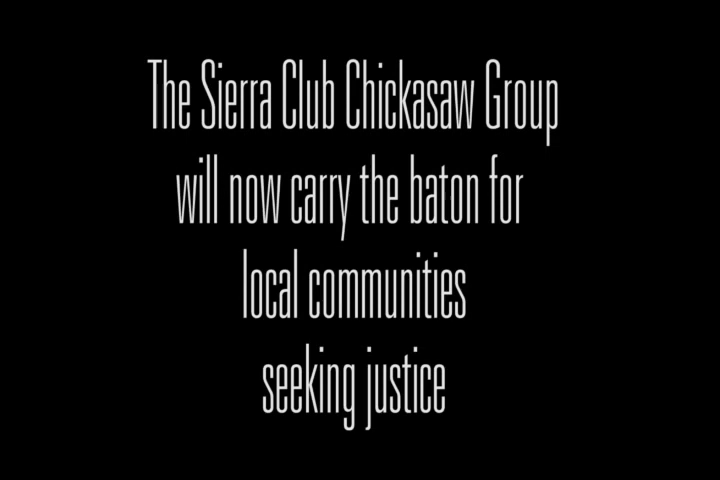 The Sierra Club Chickasaw Group
will now carry the baton for
local communities
seeking justice